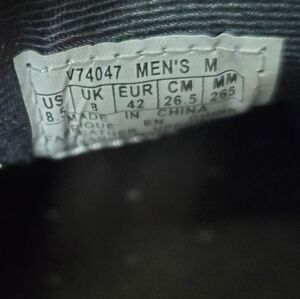 V74047 MEN'S M
US UK EUR CM MM
8.5 8 42 26.5 265
MADE IN CHINA